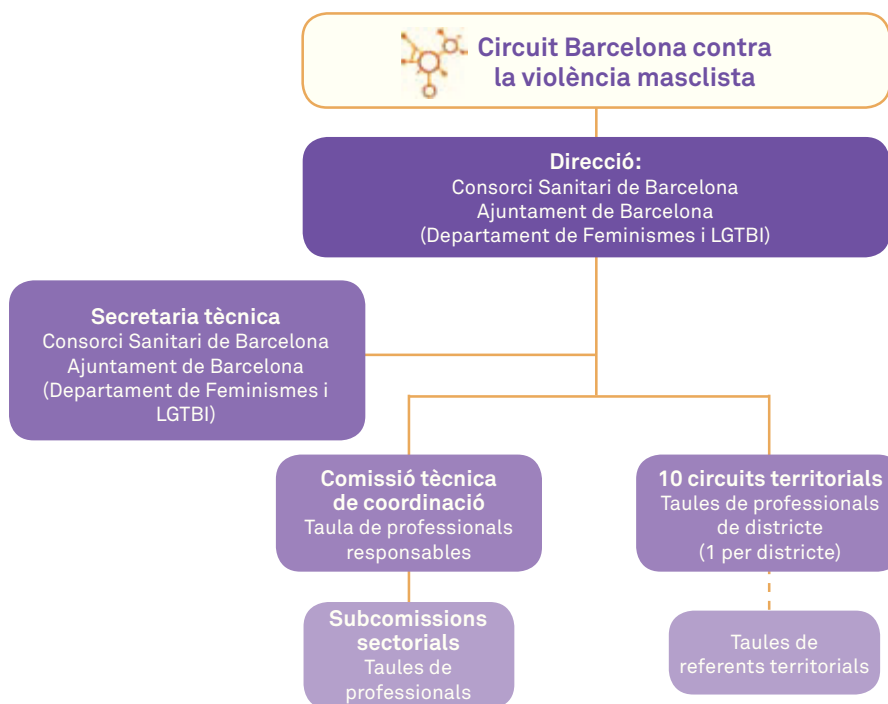 Circuit Barcelona contra
la violència masclista
Direcció:
Consorci Sanitari de Barcelona
Ajuntament de Barcelona
(Departament de Feminismes i LGTBI)
Secretaria tècnica
Consorci Sanitari de Barcelona
Ajuntament de Barcelona
(Departament de Feminismes i
LGTBI)
Comissió tècnica
de coordinació
Taula de professionals
responsables
10 circuits territorials
Taules de professionals
de districte
(1 per districte)
Subcomissions
sectorials
Taules de
professionals
Taules de
referents territorials